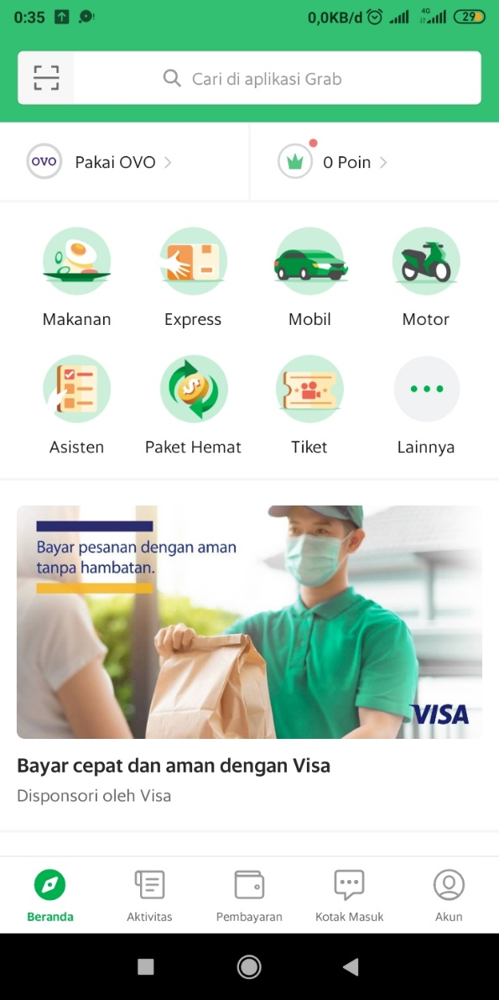 0:35
0,0KB/d
4G
29
Cari di aplikasi Grab
OVO
Pakai OVO
0 Poin
Makanan
Express
Mobil
Motor
Asisten
Paket Hemat
Tiket
Lainnya
Bayar pesanan dengan aman
tanpa hambatan.
VISA
Bayar cepat dan aman dengan Visa
Disponsori oleh Visa
Beranda
Aktivitas
Pembayaran
Kotak Masuk
Akun